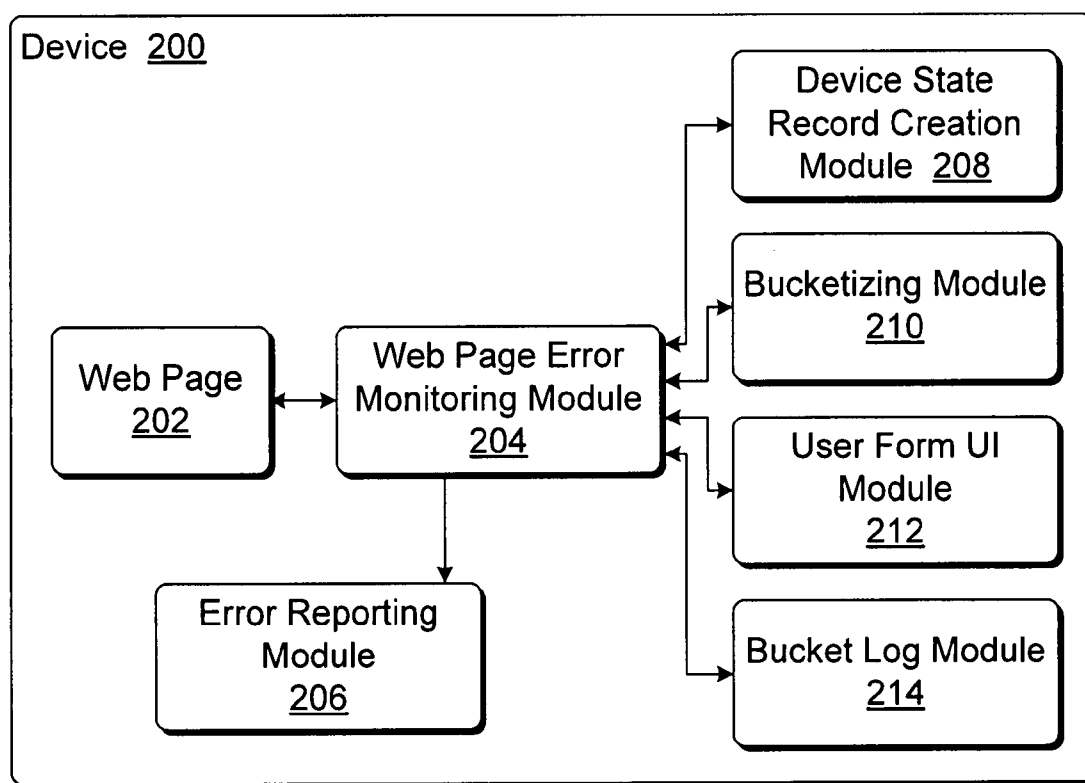 Device 200
Device State
Record Creation
Module 208
Bucketizing Module
210
Web Page
202
Web Page Error
Monitoring Module
204
User Form UI
Module
212
Error Reporting
Module
206
Bucket Log Module
214